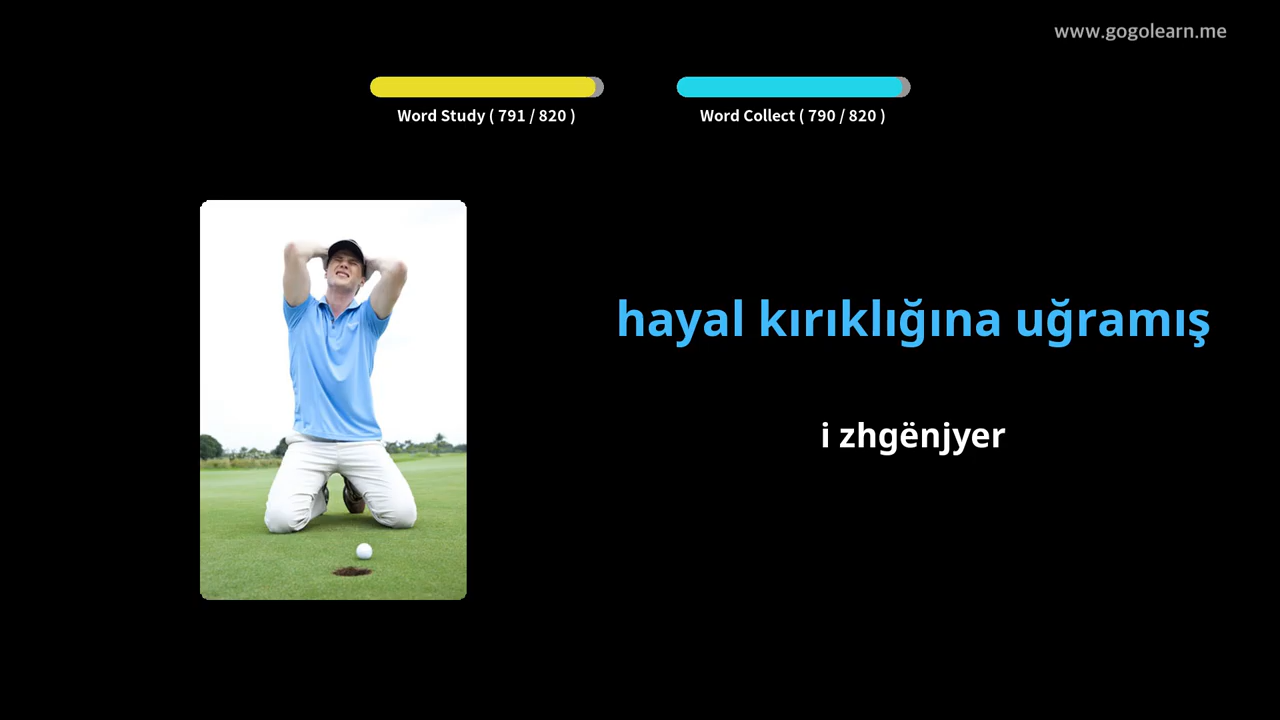 www.gogolearn.me
Word Study ( 791 / 820 )
Word Collect ( 790 / 820 )
hayal kırıklığına uğramış
i zhgënjyer